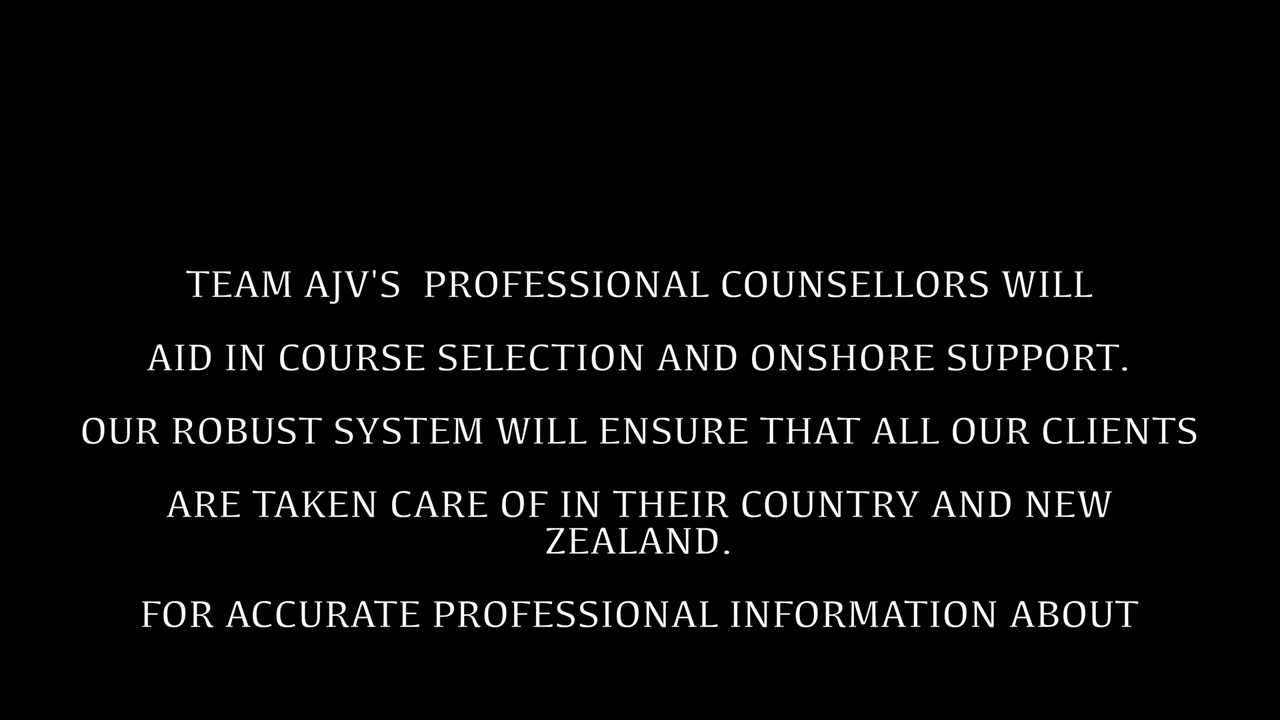 TEAM AJV'S  PROFESSIONAL COUNSELLORS WILL
AID IN COURSE SELECTION AND ONSHORE SUPPORT.
OUR ROBUST SYSTEM WILL ENSURE THAT ALL OUR CLIENTS
ARE TAKEN CARE OF IN THEIR COUNTRY AND NEW
ZEALAND.
FOR ACCURATE PROFESSIONAL INFORMATION ABOUT